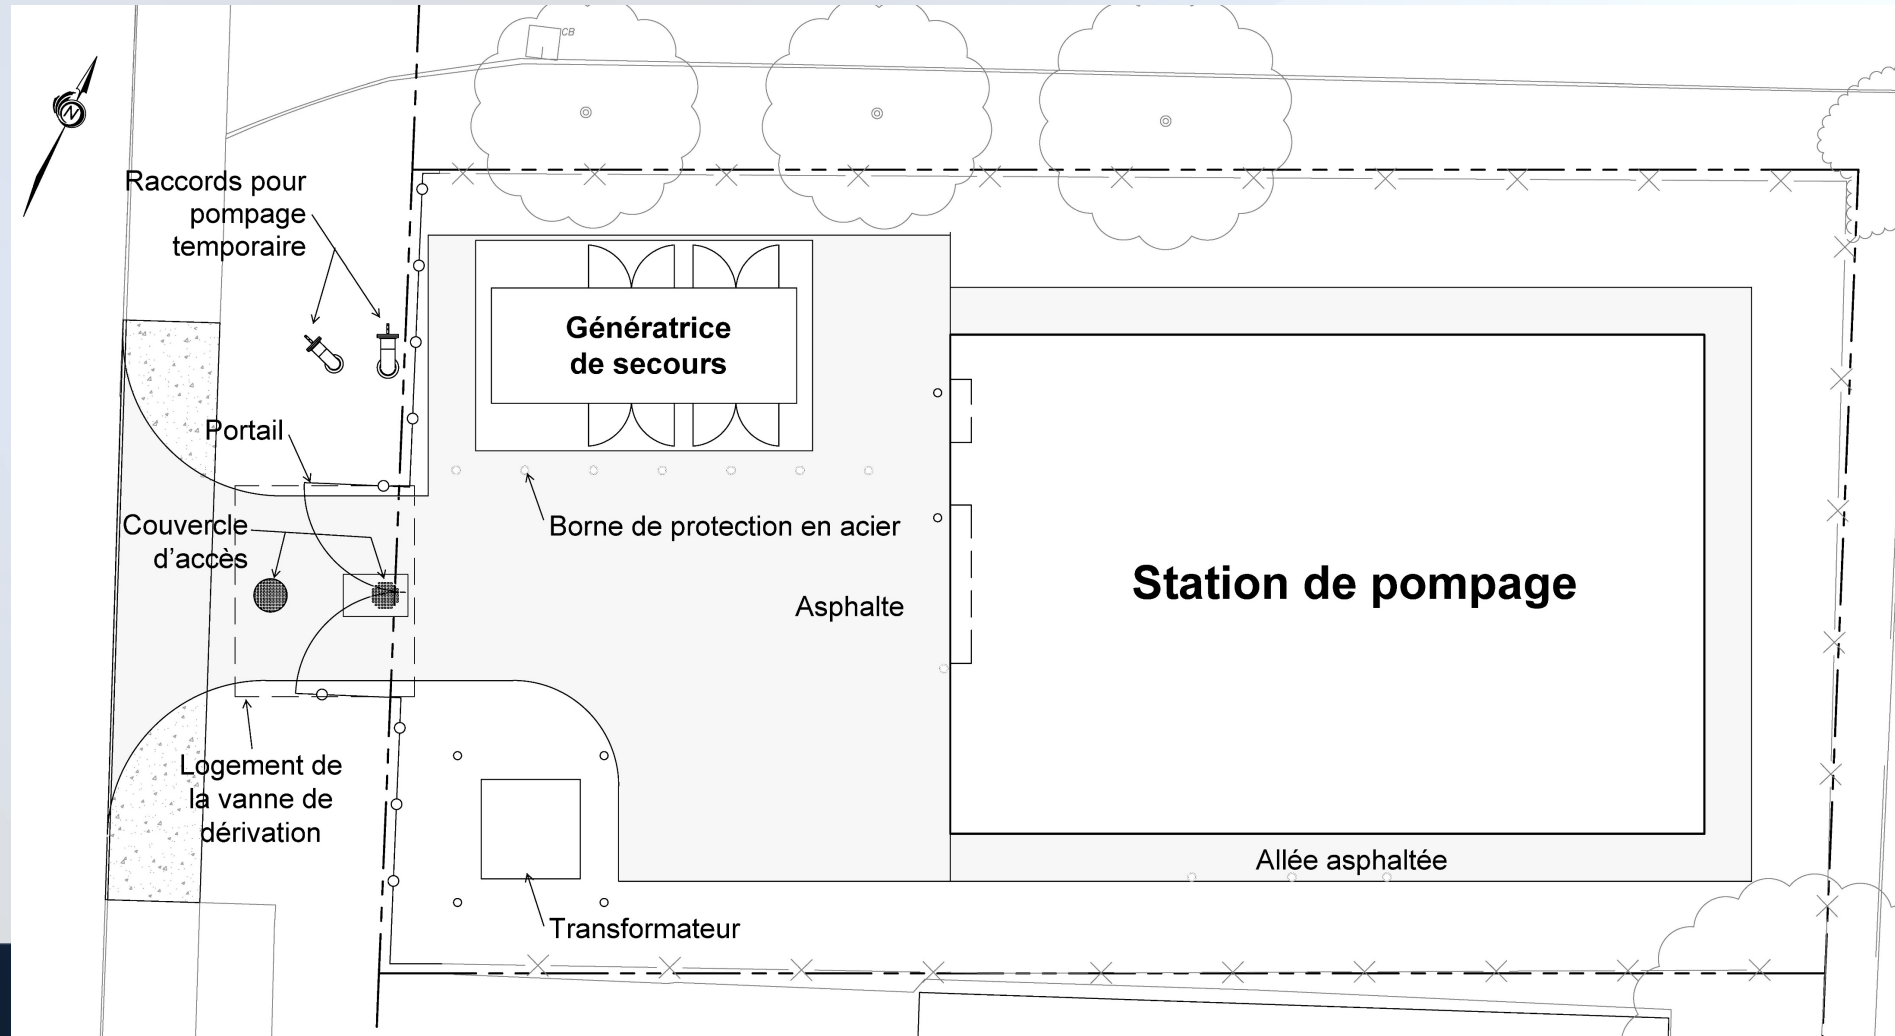 CB
N
Raccords pour
pompage
temporaire
Génératrice
de secours
Portail
Couvercle
d’accès
Borne de protection en acier
Station de pompage
Asphalte
Logement de
la vanne de
dérivation
Allée asphaltée
Transformateur